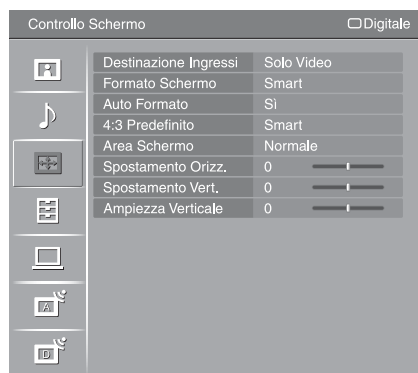 Controllo Schermo Digitale
Destinazione Ingressi Solo Video
Formato Schermo Smart
Auto Formato Sì
4:3 Predefinito Smart
Area Schermo Normale
Spostamento Orizz. 0
Spostamento Vert. 0
Ampiezza Verticale 0
A
D